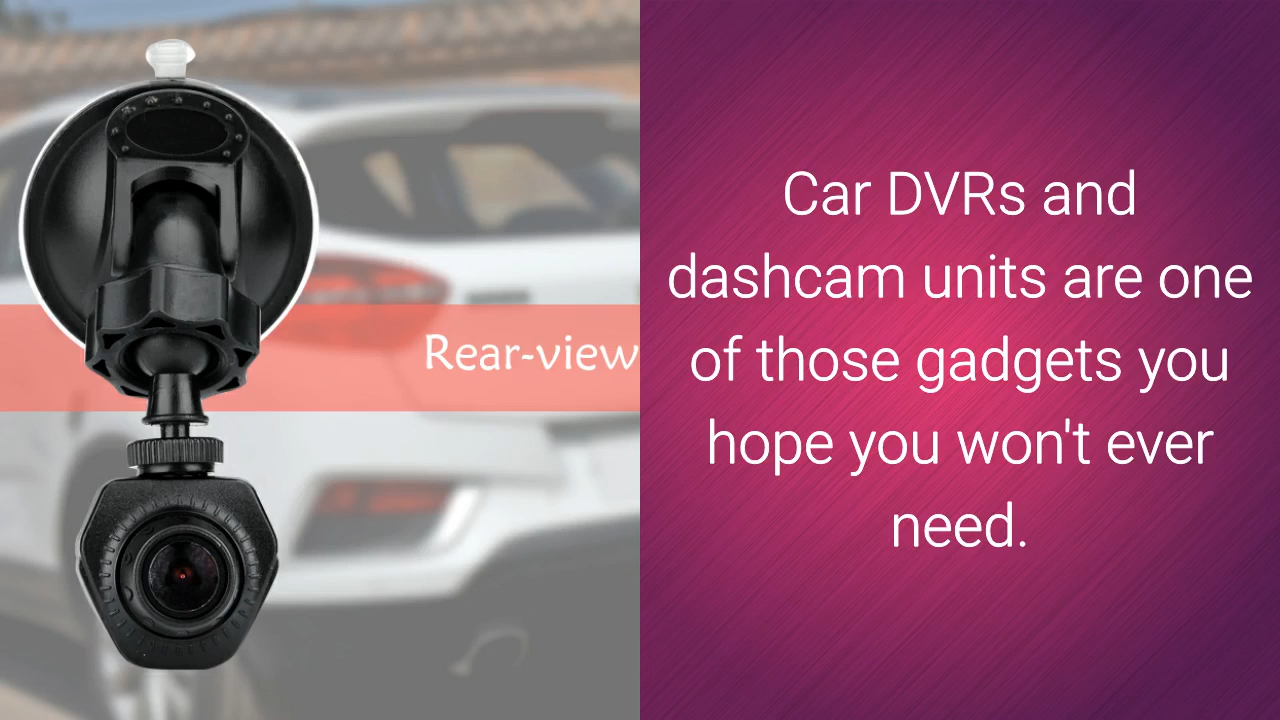 Rear-view
Car DVRs and
dashcam units are one
of those gadgets you
hope you won't ever
need.